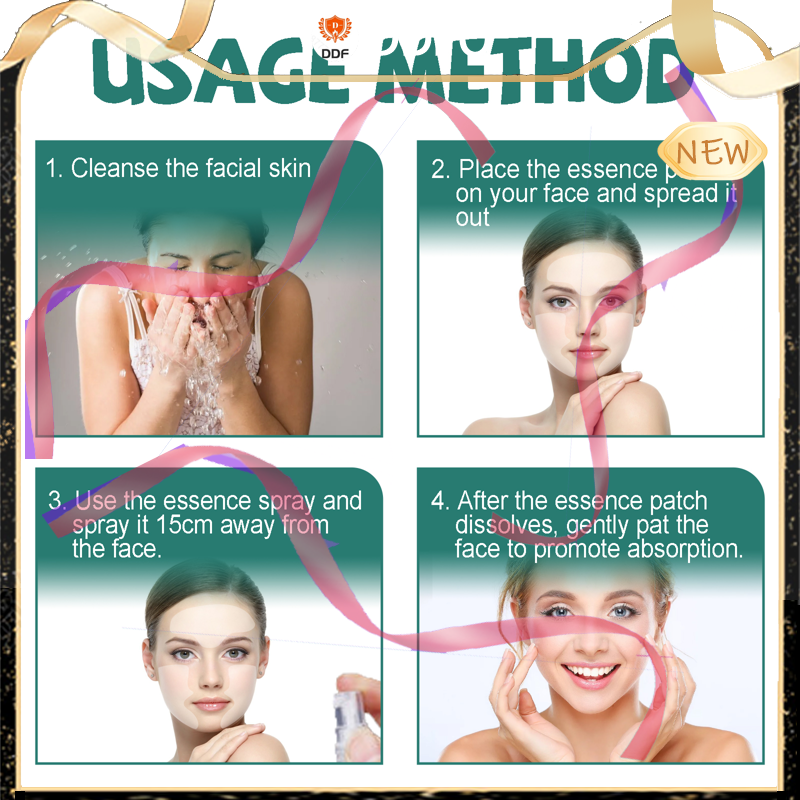 DDF
USAGE METHOD
NEW
1. Cleanse the facial skin
2. Place the essence
on your face and spread it
out
3. Use the essence spray and
spray it 15cm away from
the face.
4. After the essence patch
dissolves, gently pat the
face to promote absorption.